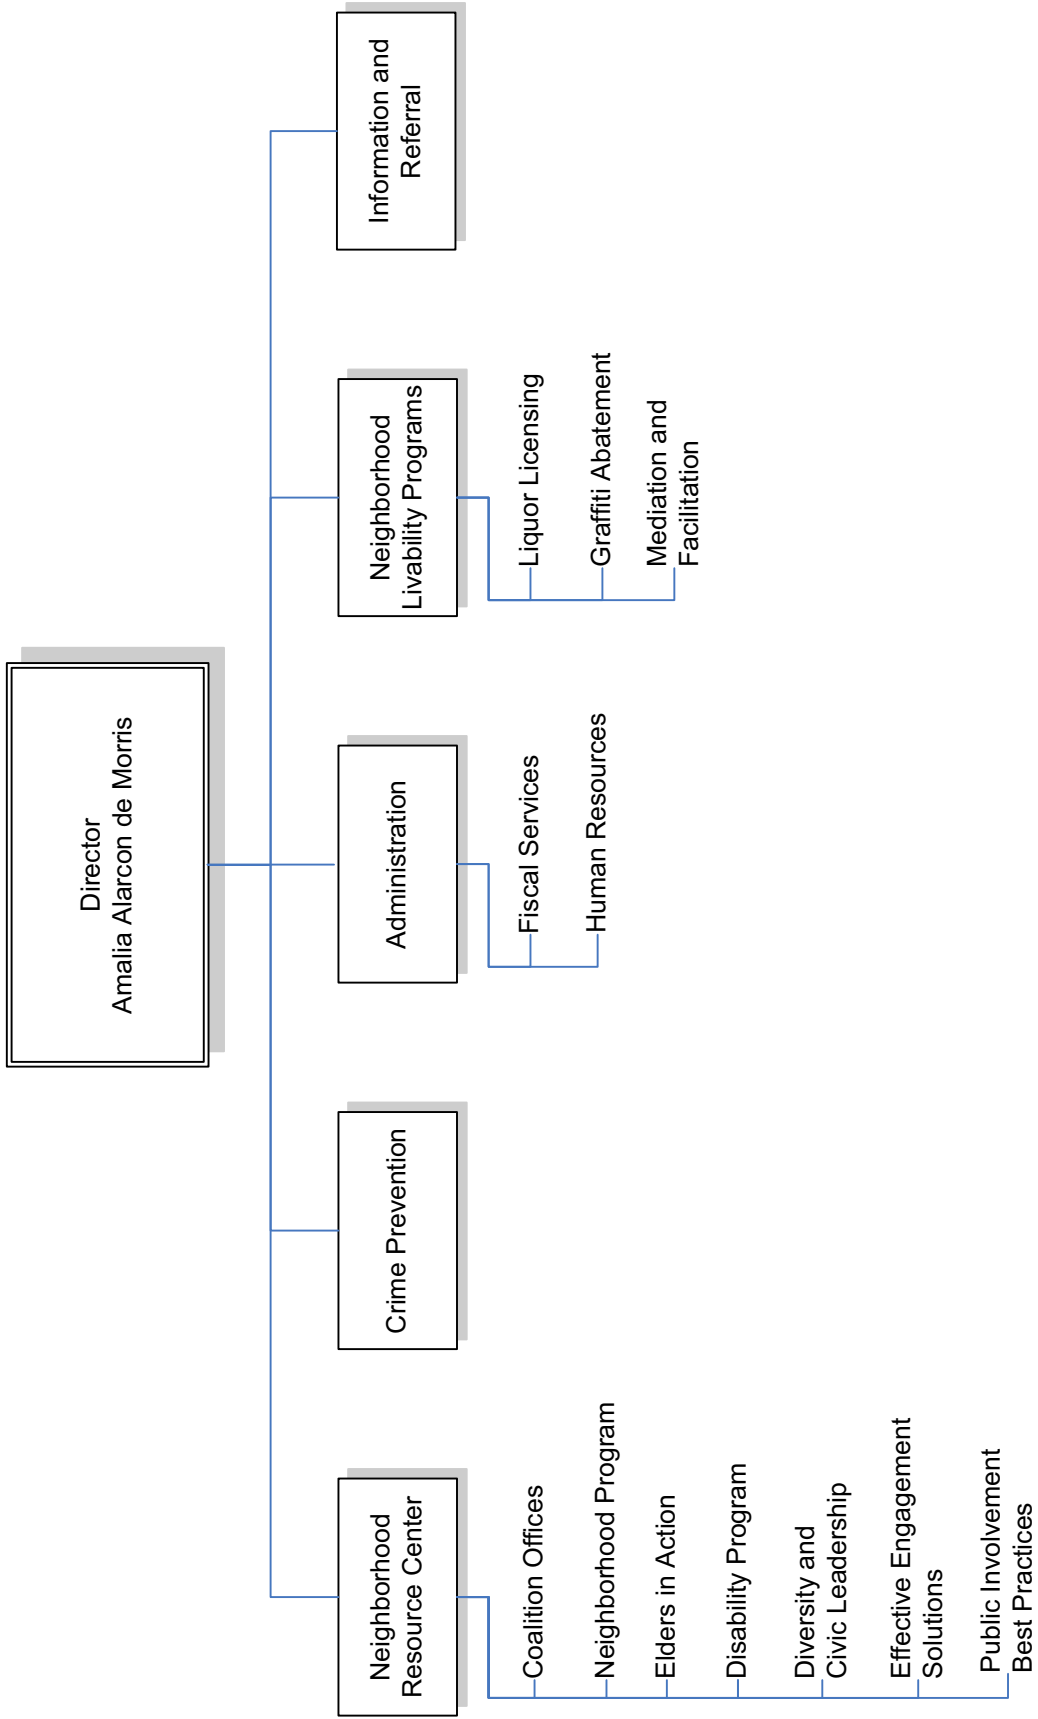 Director
Amalia Alarcon de Morris
Neighborhood
Resource Center
Coalition Offices
Neighborhood Program
Elders in Action
Disability Program
Diversity and
Civic Leadership
Effective Engagement
Solutions
Public Involvement
Best Practices
Crime Prevention
Administration
Fiscal Services
Human Resources
Neighborhood
Livability Programs
Liquor Licensing
Graffiti Abatement
Mediation and
Facilitation
Information and
Referral